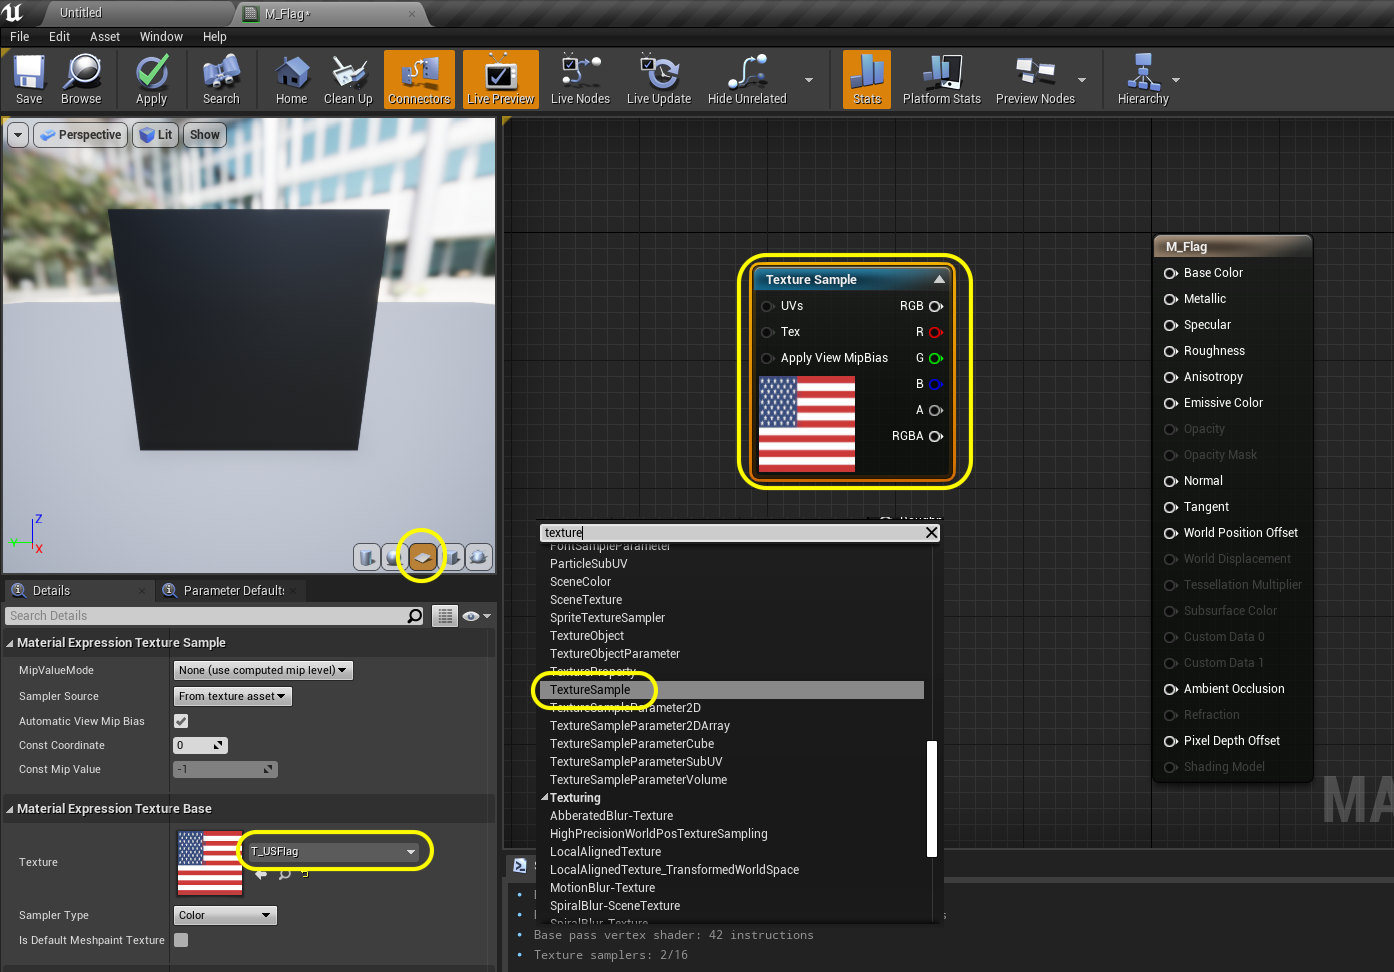 Untitled
M_Flag*
File Edit Asset Window Help
Save Browse Apply Search Home Clean Up Connectors Live Preview Live Nodes Live Update Hide Unrelated Stats Platform Stats Preview Nodes Hierarchy
Perspective Lit Show
Z
Y
X
Details
Parameter Default
Search Details
Material Expression Texture Sample
MipValueMode None (use computed mip level)
Sampler Source From texture asset
Automatic View Mip Bias
Const Coordinate 0
Const Mip Value -1
Material Expression Texture Base
Texture T_USFlag
Sampler Type Color
Is Default Meshpaint Texture
Texture Sample
UVs RGB
Tex R
Apply View MipBias G
B
A
RGBA
texture
FontSampleParameter
ParticleSubUV
SceneColor
SceneTexture
SpriteTextureSampler
TextureObject
TextureObjectParameter
TextureProperty
TextureSample
TextureSampleParameter2D
TextureSampleParameter2DArray
TextureSampleParameterCube
TextureSampleParameterSubUV
TextureSampleParameterVolume
Texturing
AbberatedBlur-Texture
HighPrecisionWorldPosTextureSampling
LocalAlignedTexture
LocalAlignedTexture_TransformedWorldSpace
MotionBlur-Texture
SpiralBlur-SceneTexture
SpiralBlur-Texture
M_Flag
Base Color
Metallic
Specular
Roughness
Anisotropy
Emissive Color
Opacity
Opacity Mask
Normal
Tangent
World Position Offset
World Displacement
Tessellation Multiplier
Subsurface Color
Custom Data 0
Custom Data 1
Ambient Occlusion
Refraction
Pixel Depth Offset
Shading Model
MA
Base pass vertex shader: 42 instructions
Texture samplers: 2/16